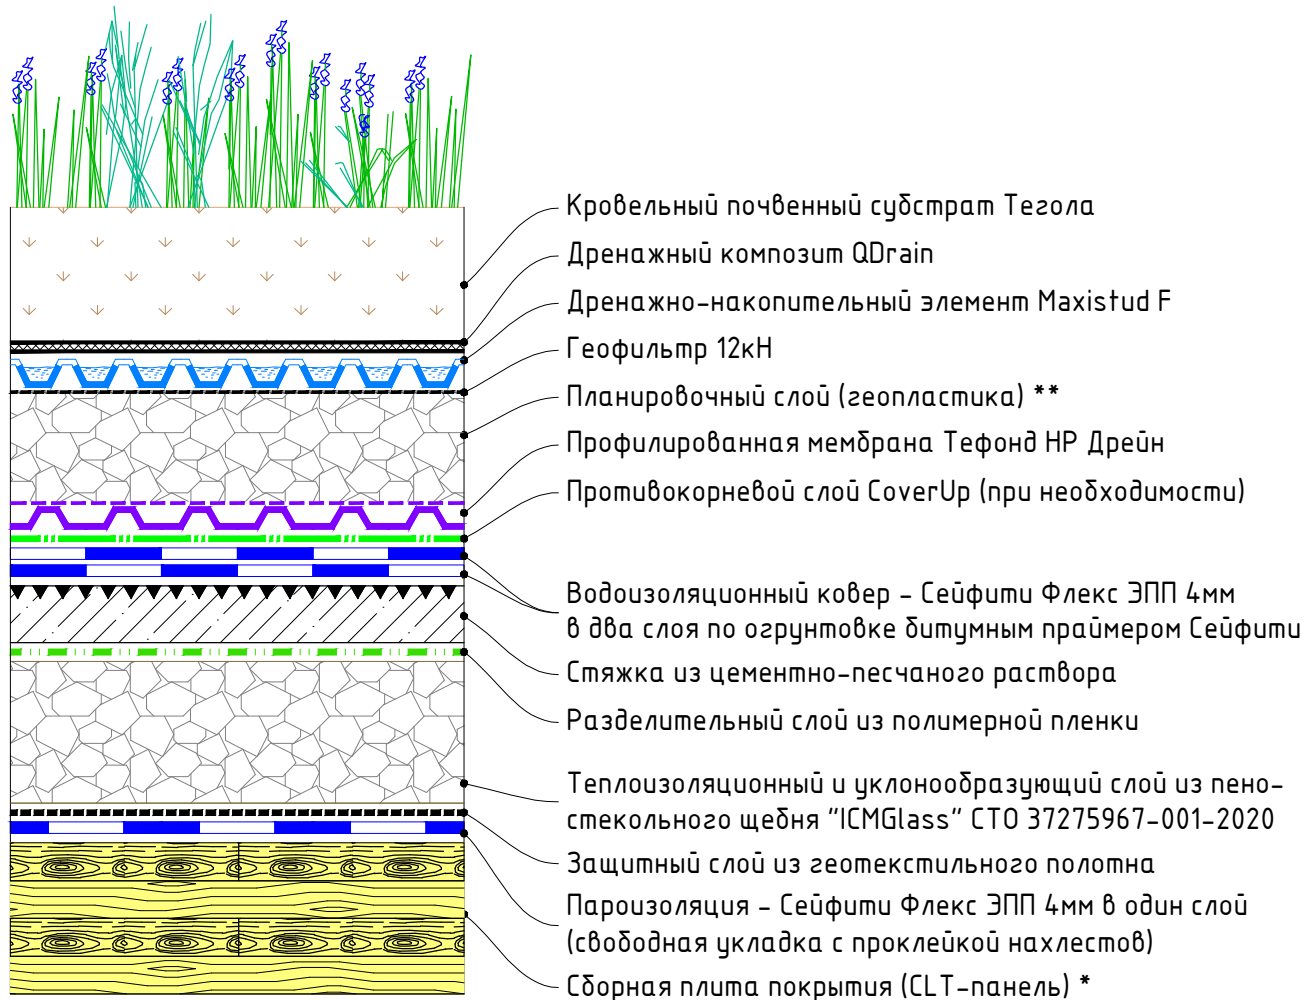 Кровельный почвенный субстрат Тегола
Дренажный композит QDrain
Дренажно-накопительный элемент Maxistud F
Геофильтр 12кН
Планировочный слой (геопластика) **
Профилированная мембрана Тефонд НР Дрейн
Противокорневой слой CoverUp (при необходимости)
Водоизоляционный ковер - Сейфити Флекс ЭПП 4мм
в два слоя по огрунтовке битумным праймером Сейфити
Стяжка из цементно-песчаного раствора
Разделительный слой из полимерной пленки
Теплоизоляционный и уклонообразующий слой из пено-
стекольного щебня "ICMGlass" СТО 37275967-001-2020
Защитный слой из геотекстильного полотна
Пароизоляция - Сейфити Флекс ЭПП 4мм в один слой
(свободная укладка с проклейкой нахлестов)
Сборная плита покрытия (CLT-панель) *